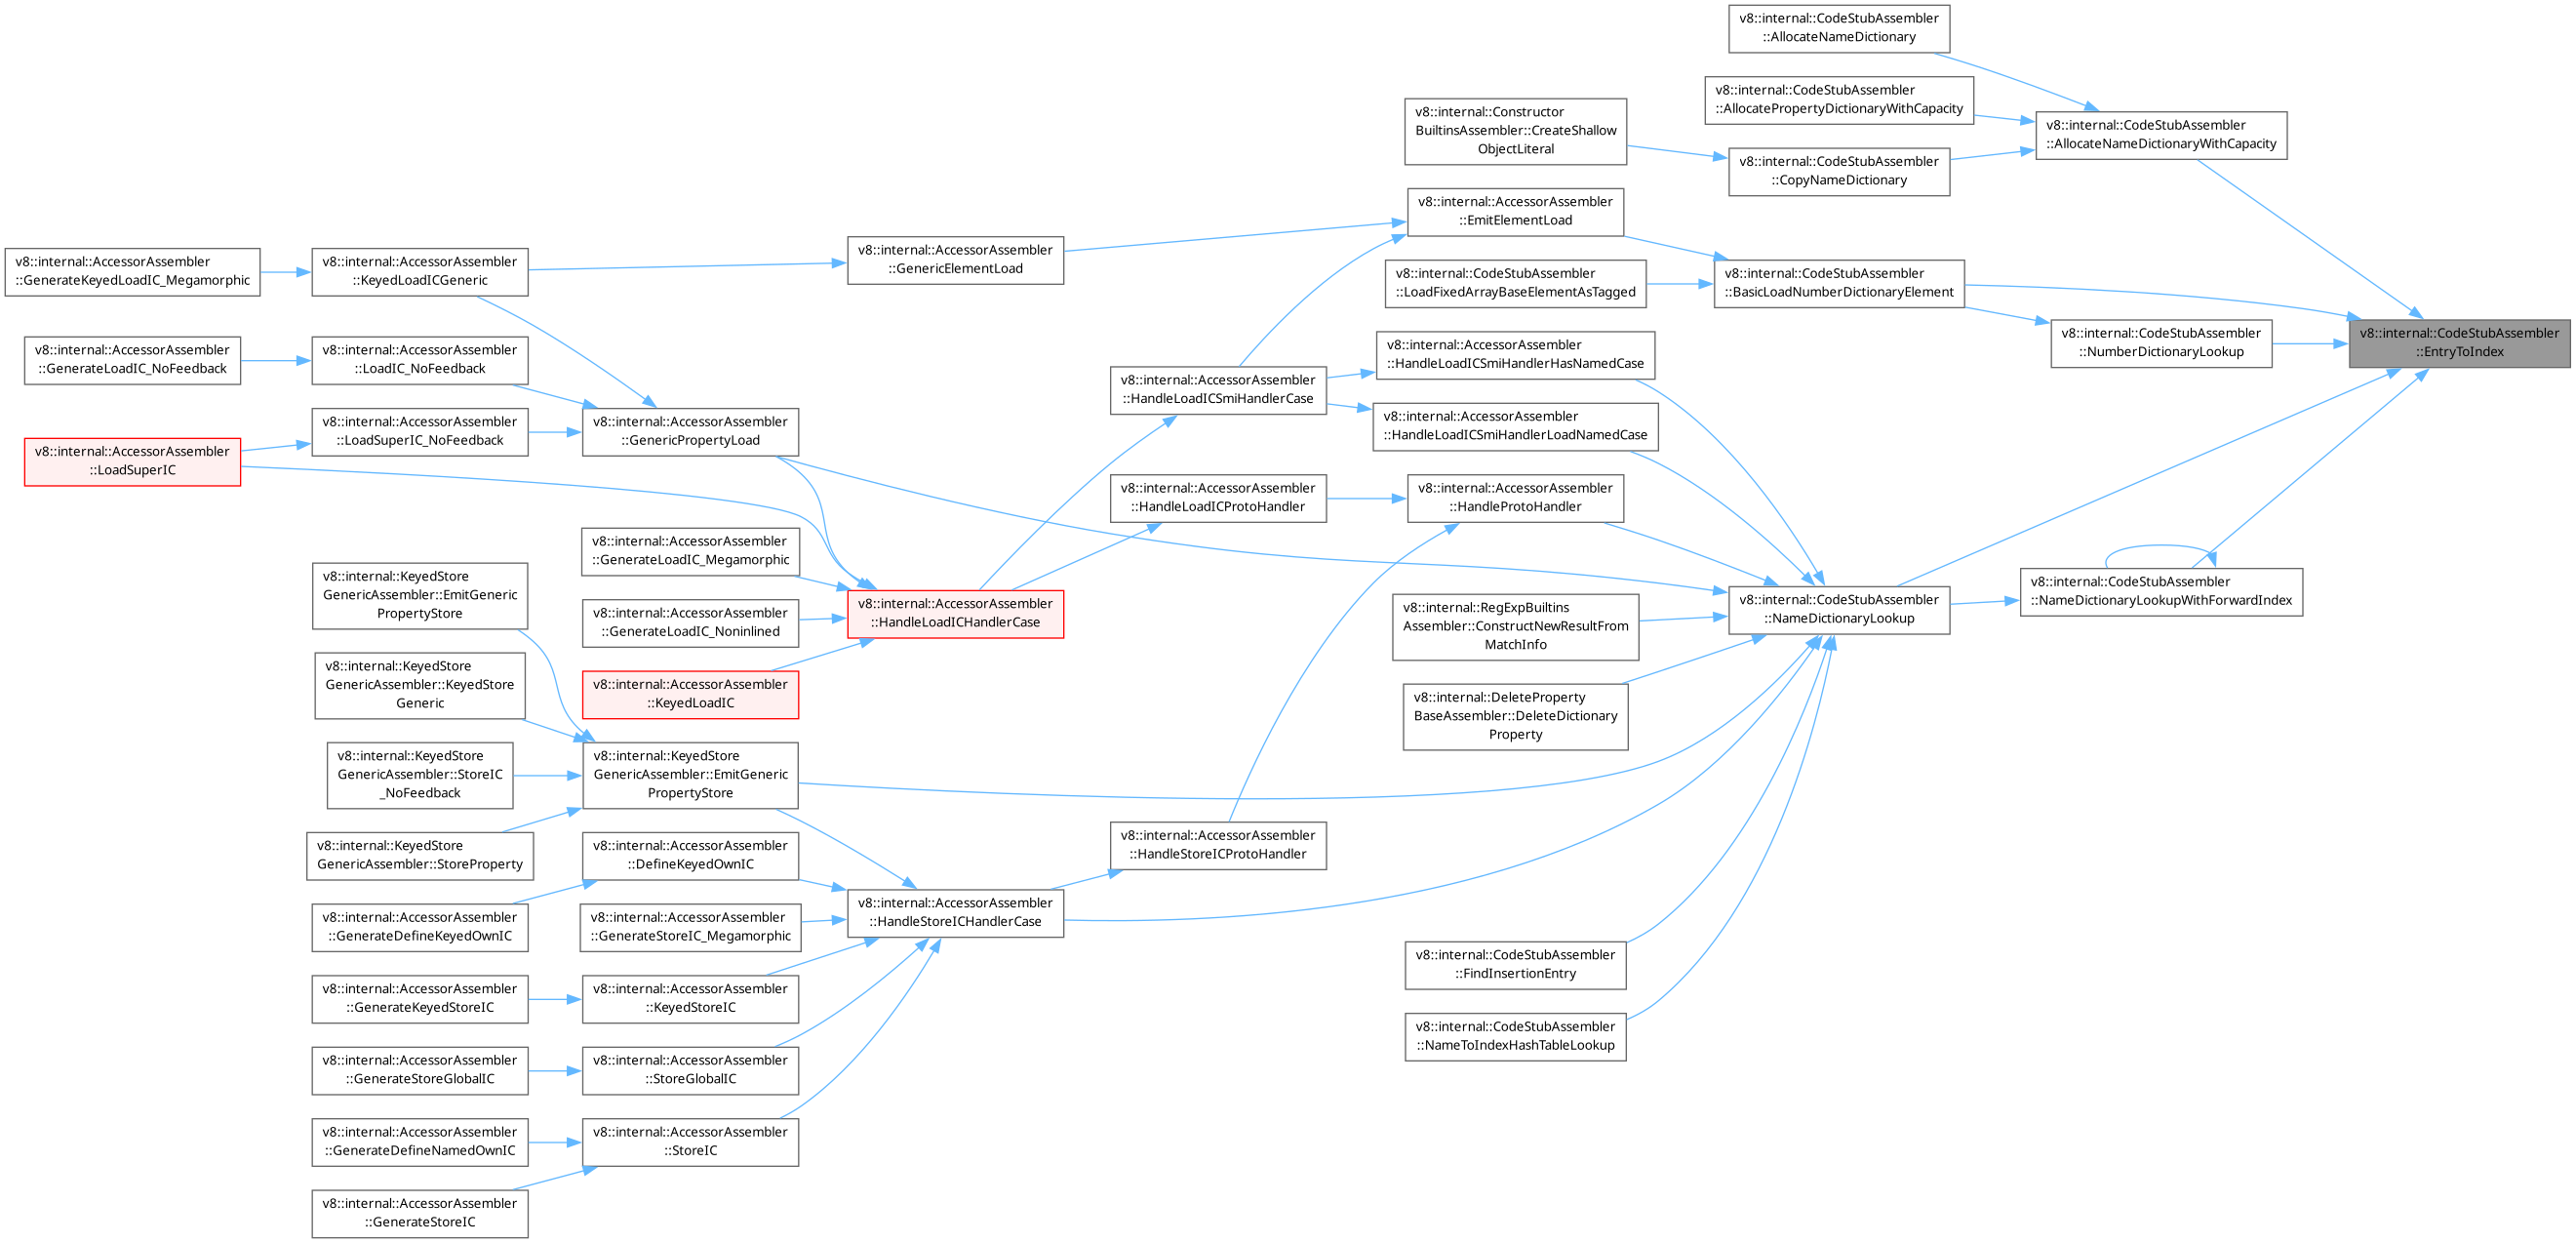 v8::internal::CodeStubAssembler
::AllocateNameDictionary
v8::internal::CodeStubAssembler
::AllocatePropertyDictionaryWithCapacity
v8::internal::Constructor
BuiltinsAssembler::CreateShallow
ObjectLiteral
v8::internal::CodeStubAssembler
::AllocateNameDictionaryWithCapacity
v8::internal::CodeStubAssembler
::CopyNameDictionary
v8::internal::AccessorAssembler
::EmitElementLoad
v8::internal::AccessorAssembler
::GenericElementLoad
v8::internal::AccessorAssembler
::GenerateKeyedLoadIC_Megamorphic
v8::internal::AccessorAssembler
::KeyedLoadICGeneric
v8::internal::CodeStubAssembler
::LoadFixedArrayBaseElementAsTagged
v8::internal::CodeStubAssembler
::BasicLoadNumberDictionaryElement
v8::internal::CodeStubAssembler
::NumberDictionaryLookup
v8::internal::CodeStubAssembler
::EntryToIndex
v8::internal::AccessorAssembler
::GenerateLoadIC_NoFeedback
v8::internal::AccessorAssembler
::LoadIC_NoFeedback
v8::internal::AccessorAssembler
::HandleLoadICSmiHandlerHasNamedCase
v8::internal::AccessorAssembler
::HandleLoadICSmiHandlerCase
v8::internal::AccessorAssembler
::HandleLoadICSmiHandlerLoadNamedCase
v8::internal::AccessorAssembler
::LoadSuperIC
v8::internal::AccessorAssembler
::LoadSuperIC_NoFeedback
v8::internal::AccessorAssembler
::GenericPropertyLoad
v8::internal::AccessorAssembler
::HandleLoadICProtoHandler
v8::internal::AccessorAssembler
::HandleProtoHandler
v8::internal::AccessorAssembler
::GenerateLoadIC_Megamorphic
v8::internal::KeyedStore
GenericAssembler::EmitGeneric
PropertyStore
v8::internal::AccessorAssembler
::GenerateLoadIC_Noninlined
v8::internal::AccessorAssembler
::HandleLoadICHandlerCase
v8::internal::RegExpBuiltins
Assembler::ConstructNewResultFrom
MatchInfo
v8::internal::CodeStubAssembler
::NameDictionaryLookup
v8::internal::CodeStubAssembler
::NameDictionaryLookupWithForwardIndex
v8::internal::KeyedStore
GenericAssembler::KeyedStore
Generic
v8::internal::AccessorAssembler
::KeyedLoadIC
v8::internal::DeleteProperty
BaseAssembler::DeleteDictionary
Property
v8::internal::KeyedStore
GenericAssembler::StoreIC
_NoFeedback
v8::internal::KeyedStore
GenericAssembler::EmitGeneric
PropertyStore
v8::internal::KeyedStore
GenericAssembler::StoreProperty
v8::internal::AccessorAssembler
::DefineKeyedOwnIC
v8::internal::AccessorAssembler
::HandleStoreICProtoHandler
v8::internal::AccessorAssembler
::GenerateDefineKeyedOwnIC
v8::internal::AccessorAssembler
::GenerateStoreIC_Megamorphic
v8::internal::AccessorAssembler
::HandleStoreICHandlerCase
v8::internal::CodeStubAssembler
::FindInsertionEntry
v8::internal::AccessorAssembler
::GenerateKeyedStoreIC
v8::internal::AccessorAssembler
::KeyedStoreIC
v8::internal::CodeStubAssembler
::NameToIndexHashTableLookup
v8::internal::AccessorAssembler
::GenerateStoreGlobalIC
v8::internal::AccessorAssembler
::StoreGlobalIC
v8::internal::AccessorAssembler
::GenerateDefineNamedOwnIC
v8::internal::AccessorAssembler
::StoreIC
v8::internal::AccessorAssembler
::GenerateStoreIC